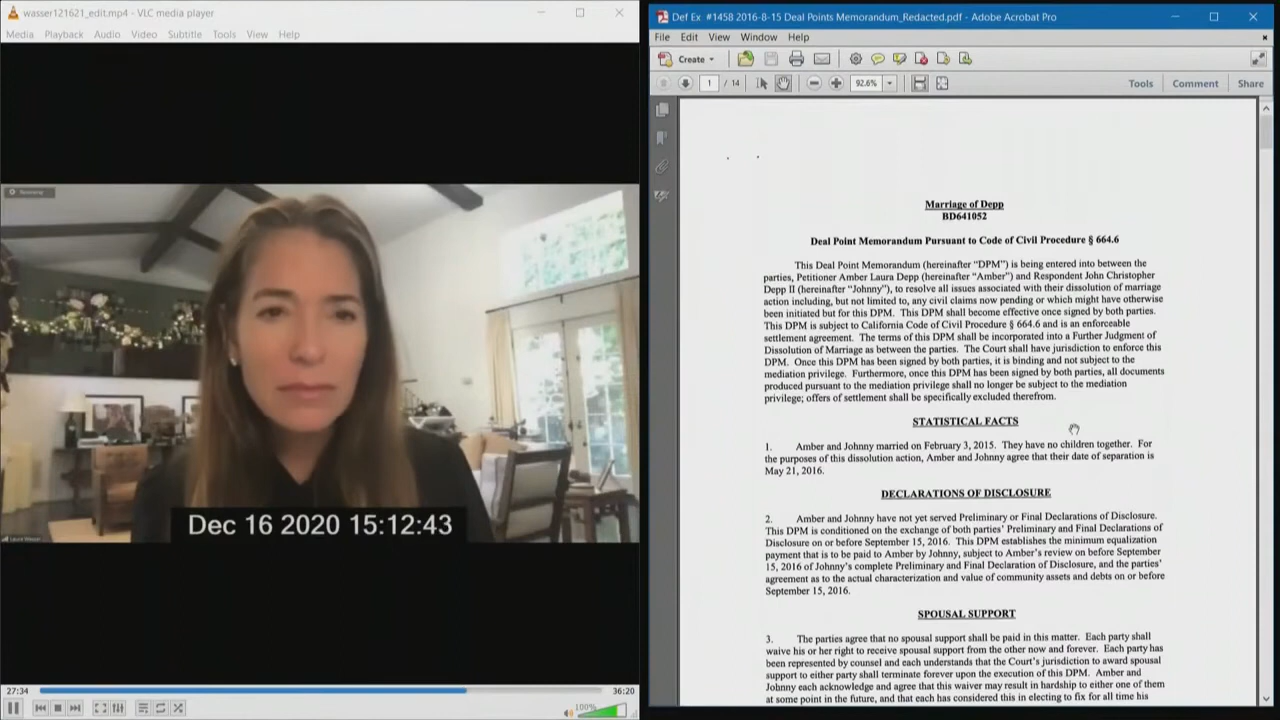 wasser121621_edit.mp4 - VLC media player
Media Playback Audio Video Subtitle Tools View Help
Dec 16 2020 15:12:43
27:34
36:20
100%
Def Ex #1458 2016-8-15 Deal Points Memorandum_Redacted.pdf - Adobe Acrobat Pro
File Edit View Window Help
Create
1 / 14 92.6% Tools Comment Share
Marriage of Depp
BD641052
Deal Point Memorandum Pursuant to Code of Civil Procedure § 664.6
This Deal Point Memorandum (hereinafter "DPM") is being entered into between the
parties, Petitioner Amber Laura Depp (hereinafter "Amber") and Respondent John Christopher
Depp II (hereinafter "Johnny"), to resolve all issues associated with their dissolution of marriage
action including, but not limited to, any civil claims now pending or which might have otherwise
been initiated but for this DPM. This DPM shall become effective once signed by both parties.
This DPM is subject to California Code of Civil Procedure § 664.6 and is an enforceable
settlement agreement. The terms of this DPM shall be incorporated into a Further Judgment of
Dissolution of Marriage as between the parties. The Court shall have jurisdiction to enforce this
DPM. Once this DPM has been signed by both parties, it is binding and not subject to the
mediation privilege. Furthermore, once this DPM has been signed by both parties, all documents
produced pursuant to the mediation privilege shall no longer be subject to the mediation
privilege; offers of settlement shall be specifically excluded therefrom.
STATISTICAL FACTS
1. Amber and Johnny married on February 3, 2015. They have no children together. For
the purposes of this dissolution action, Amber and Johnny agree that their date of separation is
May 21, 2016.
DECLARATIONS OF DISCLOSURE
2. Amber and Johnny have not yet served Preliminary or Final Declarations of Disclosure.
This DPM is conditioned on the exchange of both parties' Preliminary and Final Declarations of
Disclosure on or before September 15, 2016. This DPM establishes the minimum equalization
payment that is to be paid to Amber by Johnny, subject to Amber's review on before September
15, 2016 of Johnny's complete Preliminary and Final Declaration of Disclosure, and the parties'
agreement as to the actual characterization and value of community assets and debts on or before
September 15, 2016.
SPOUSAL SUPPORT
3. The parties agree that no spousal support shall be paid in this matter. Each party shall
waive his or her right to receive spousal support from the other now and forever. Each party has
been represented by counsel and each understands that the Court's jurisdiction to award spousal
support to either party shall terminate forever upon the execution of this DPM. Amber and
Johnny each acknowledge and agree that this waiver may result in hardship to either one of them
at some point in the future, and that each has considered this in electing to fix for all time his